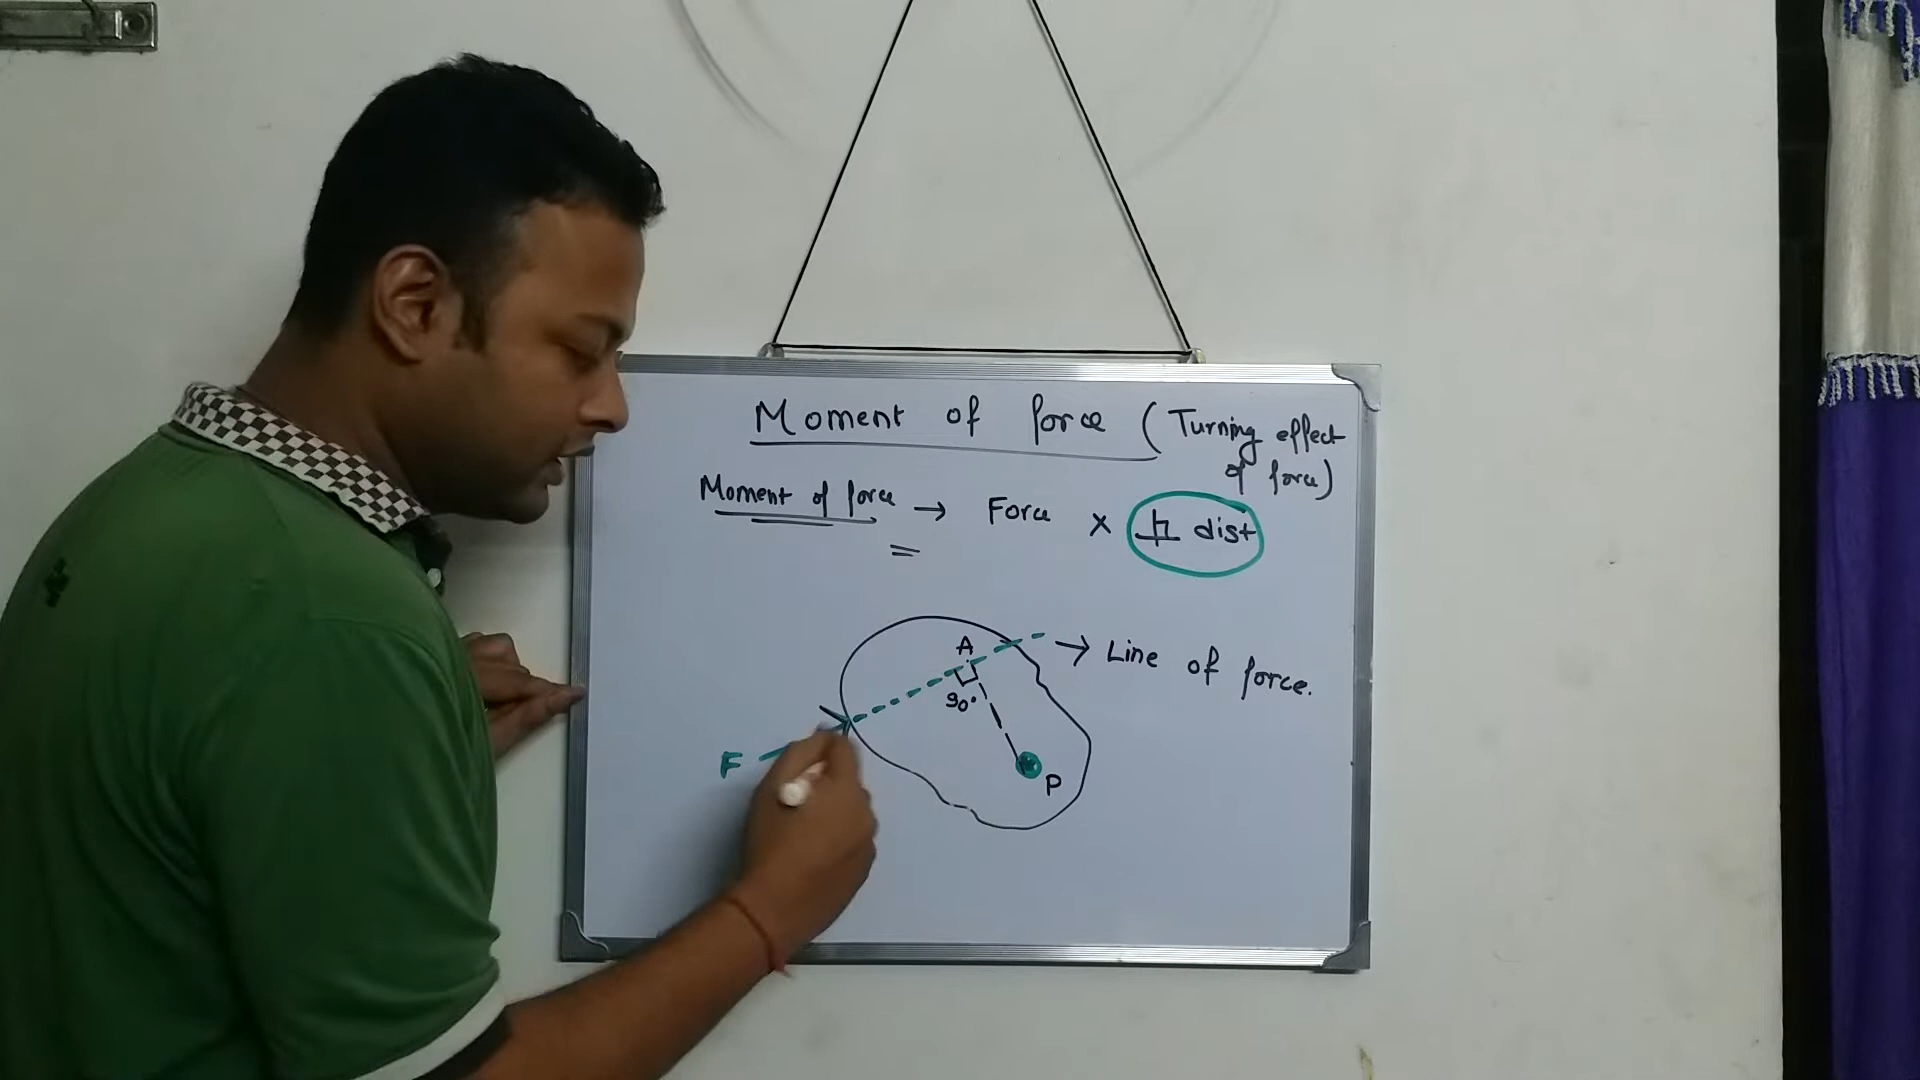 Moment of force (Turning effect
of force)
Moment of force → Force × ⊥ dist
=
A
→ Line of force.
90°
F
P